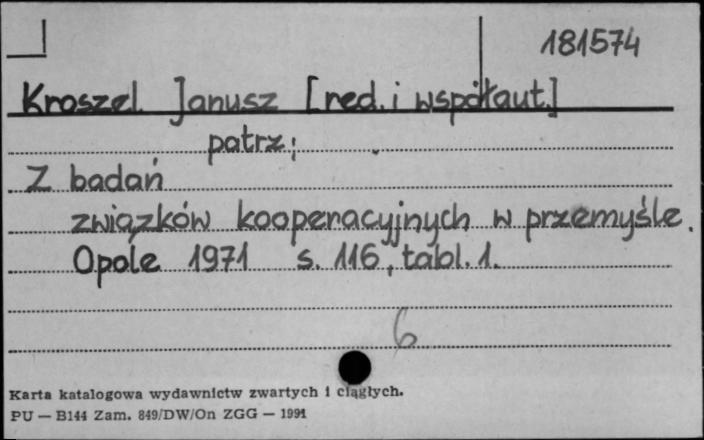 181574
Kroszel Janusz [red. i współaut.]
patrz:
Z badań
związków kooperacyjnych w przemyśle.
Opole 1971 s. 116, tabl. 1.
6
Karta katalogowa wydawnictw zwartych i ciągłych.
PU — B144 Zam. 849/DW/On ZGG — 1991